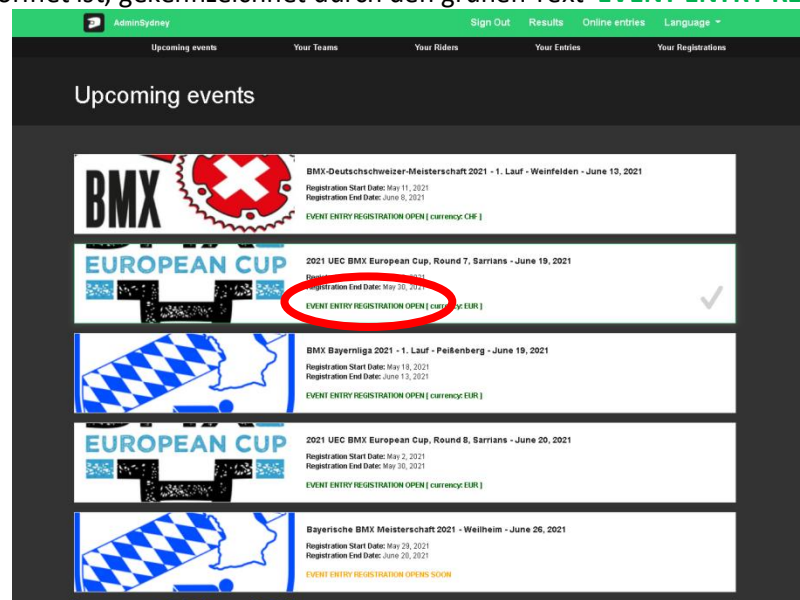 ist, gekennzeichnet durch den grünen Text
AdminSydney Sign Out Results Online entries Language
Upcoming events Your Teams Your Riders Your Entries Your Registrations
Upcoming events
BMX
BMX-Deutschschweizer-Meisterschaft 2021 - 1. Lauf - Weinfelden - June 13, 2021
Registration Start Date: May 11, 2021
Registration End Date: June 8, 2021
EVENT ENTRY REGISTRATION OPEN [ currency: CHF ]
EUROPEAN CUP
2021 UEC BMX European Cup, Round 7, Sarrians - June 19, 2021
Registration End Date: May 30, 2021
EVENT ENTRY REGISTRATION OPEN [ currency: EUR ]
BMX Bayernliga 2021 - 1. Lauf - Peißenberg - June 19, 2021
Registration Start Date: May 18, 2021
Registration End Date: June 13, 2021
EVENT ENTRY REGISTRATION OPEN [ currency: EUR ]
EUROPEAN CUP
2021 UEC BMX European Cup, Round 8, Sarrians - June 20, 2021
Registration Start Date: May 2, 2021
Registration End Date: May 30, 2021
EVENT ENTRY REGISTRATION OPEN [ currency: EUR ]
Bayerische BMX Meisterschaft 2021 - Weilheim - June 26, 2021
Registration Start Date: May 29, 2021
Registration End Date: June 20, 2021
EVENT ENTRY REGISTRATION OPENS SOON